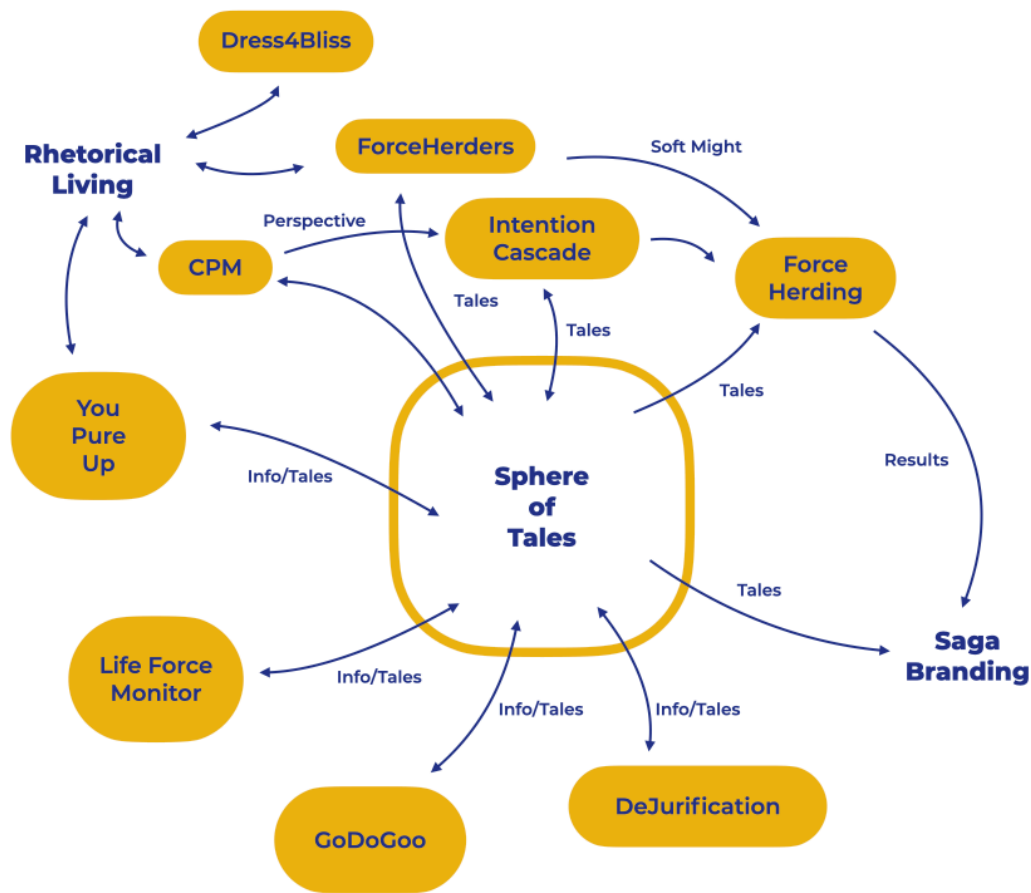 Dress4Bliss
Rhetorical
Living
ForceHerders
Soft Might
Perspective
Intention
Cascade
CPM
Force
Herding
Tales
Tales
Tales
You
Pure
Up
Info/Tales
Sphere
of
Tales
Results
Tales
Saga
Branding
Life Force
Monitor
Info/Tales
Info/Tales
Info/Tales
GoDoGoo
DeJurification